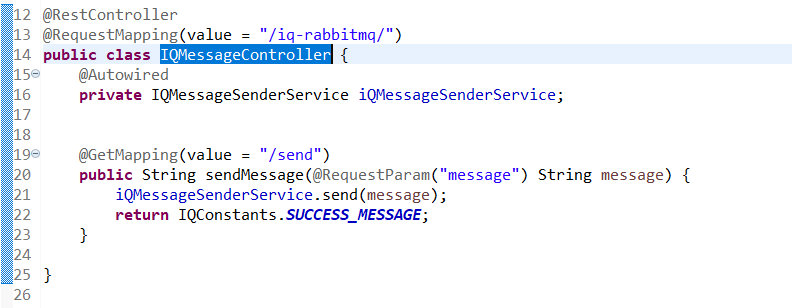 12 @RestController
13 @RequestMapping(value = "/iq-rabbitmq/")
14 public class IQMessageController {
15 @Autowired
16 private IQMessageSenderService iQMessageSenderService;
17
18
19 @GetMapping(value = "/send")
20 public String sendMessage(@RequestParam("message") String message) {
21 iQMessageSenderService.send(message);
22 return IQConstants.SUCCESS_MESSAGE;
23 }
24
25 }
26